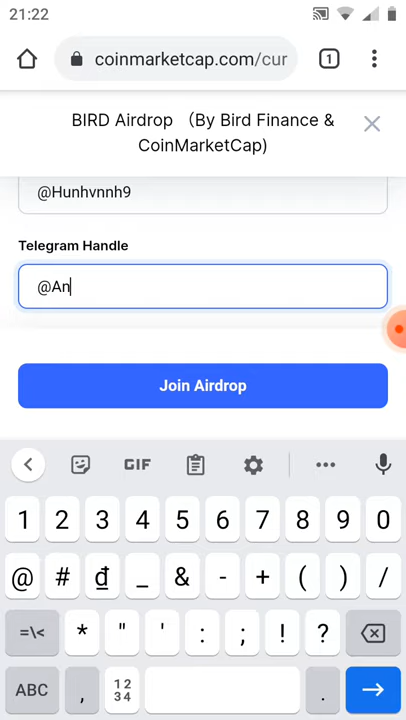 21:22
coinmarketcap.com/cur
1
BIRD Airdrop （By Bird Finance &
CoinMarketCap)
@Hunhvnnh9
Telegram Handle
@An
Join Airdrop
GIF
1 2 3 4 5 6 7 8 9 0
@ # ₫ _ & - + ( ) /
=\< * " ' : ; ! ?
ABC , 12 34 .